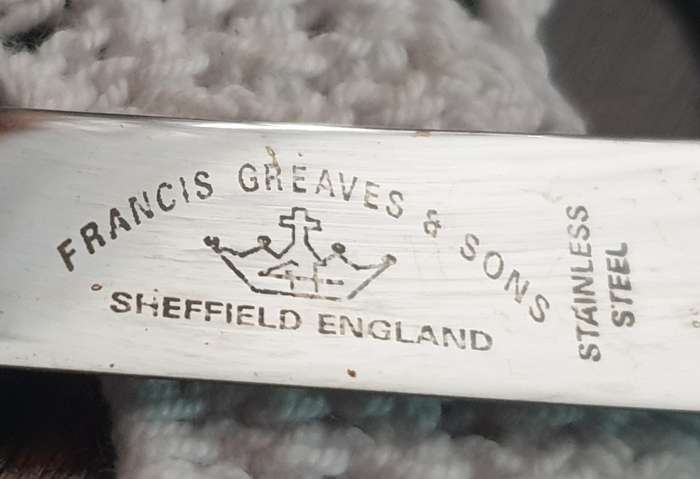 FRANCIS GREAVES & SONS
SHEFFIELD ENGLAND
STAINLESS
STEEL